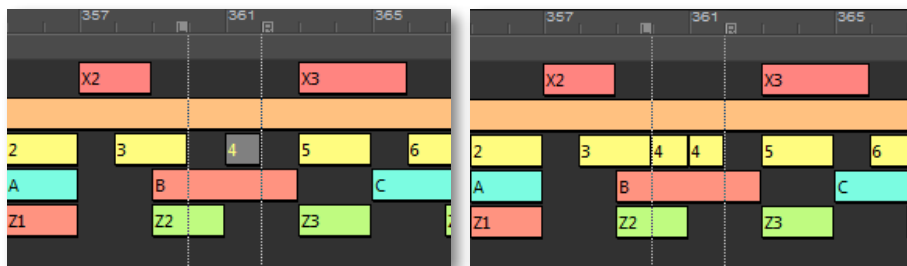 357 361 365
L R
X2 X3
2 3 4 5 6
A B C
Z1 Z2 Z3
357 361 365
L R
X2 X3
2 3 4 4 5 6
A B C
Z1 Z2 Z3